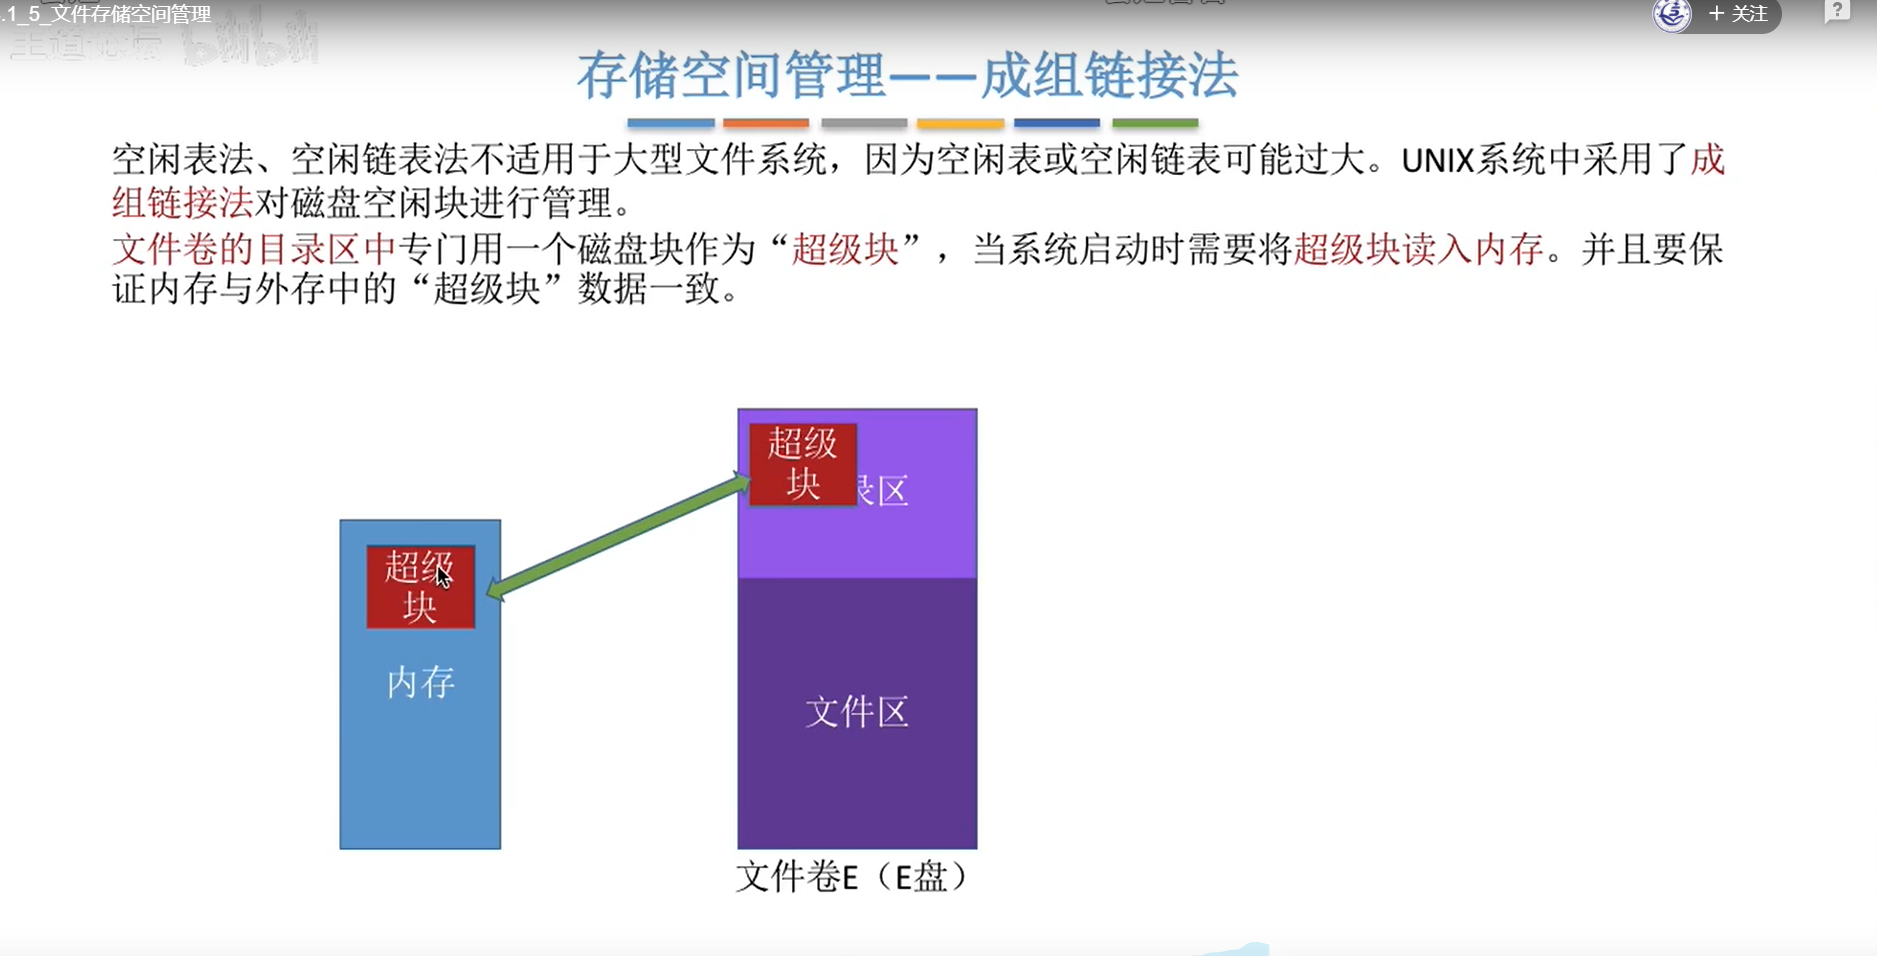 .1_5_文件存储空间管理
+ 关注
?
王道论坛 bilibili
存储空间管理——成组链接法
空闲表法、空闲链表法不适用于大型文件系统，因为空闲表或空闲链表可能过大。UNIX系统中采用了成
组链接法对磁盘空闲块进行管理。
文件卷的目录区中专门用一个磁盘块作为“超级块”，当系统启动时需要将超级块读入内存。并且要保
证内存与外存中的“超级块”数据一致。
超级
块
录区
超级
块
内存
文件区
文件卷E（E盘）